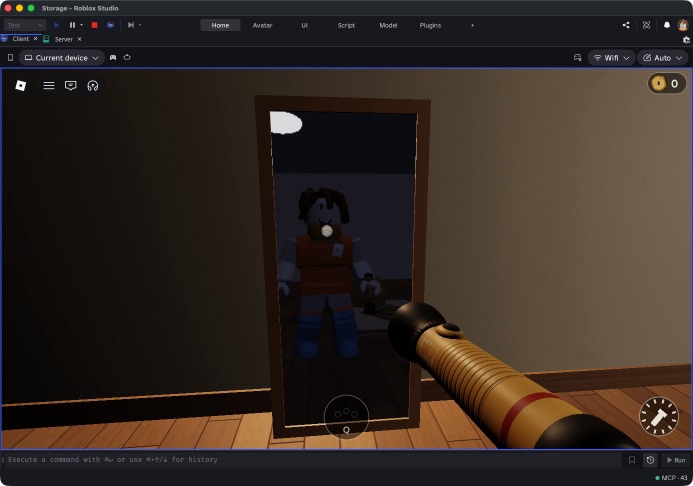 Storage - Roblox Studio
Test
Home Avatar UI Script Model Plugins +
Client × Server ×
Current device Wifi Auto
0
Q
Execute a command with ⌘↵ or use ⌘+↑/↓ for history Run
MCP · 43